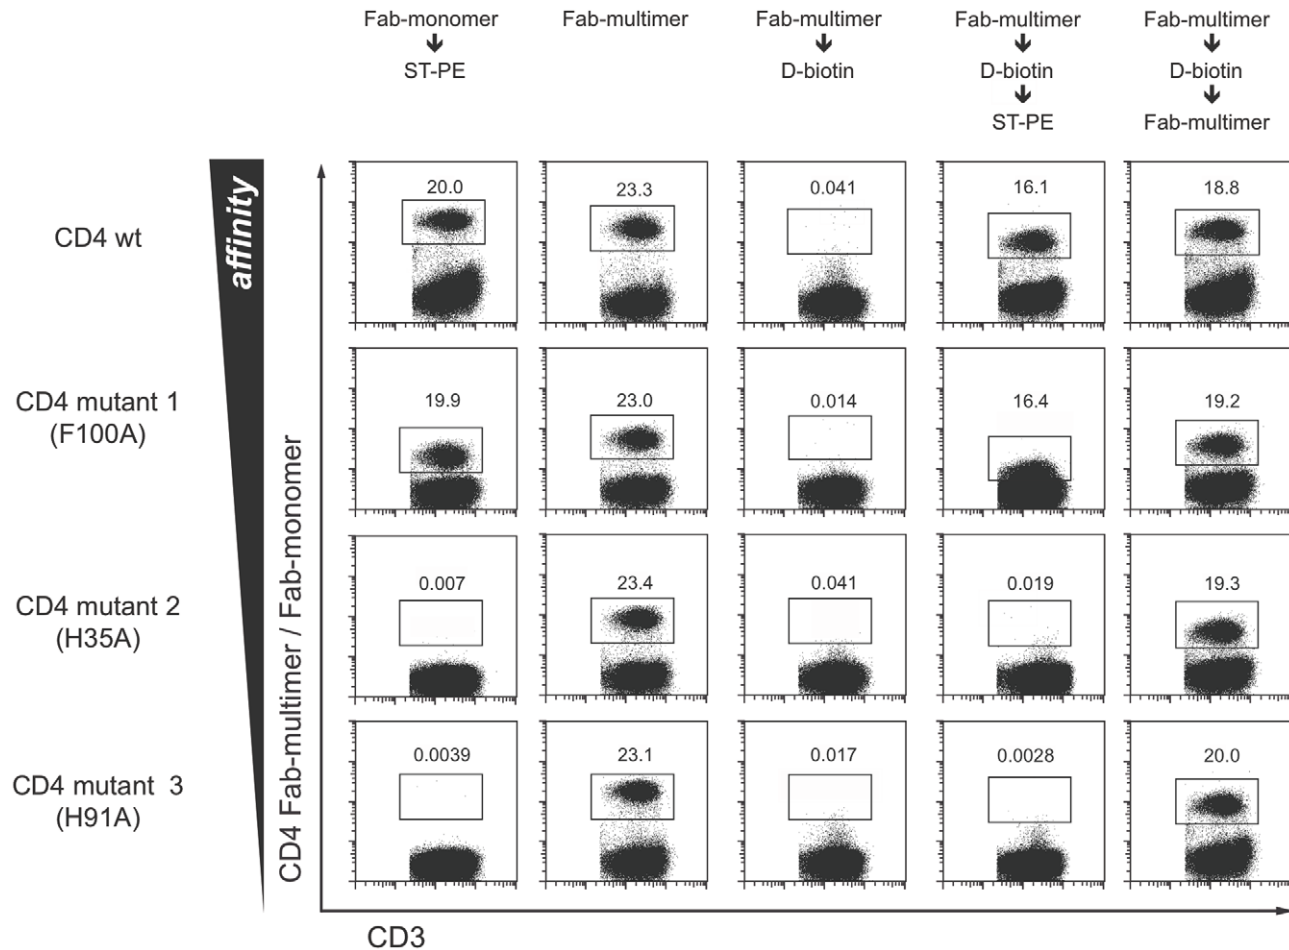 Fab-monomer
ST-PE
Fab-multimer
Fab-multimer
D-biotin
Fab-multimer
D-biotin
ST-PE
Fab-multimer
D-biotin
Fab-multimer
affinity
CD4 Fab-multimer / Fab-monomer
CD4 wt
20.0
23.3
0.041
16.1
18.8
CD4 mutant 1
(F100A)
19.9
23.0
0.014
16.4
19.2
CD4 mutant 2
(H35A)
0.007
23.4
0.041
0.019
19.3
CD4 mutant 3
(H91A)
0.0039
23.1
0.017
0.0028
20.0
CD3